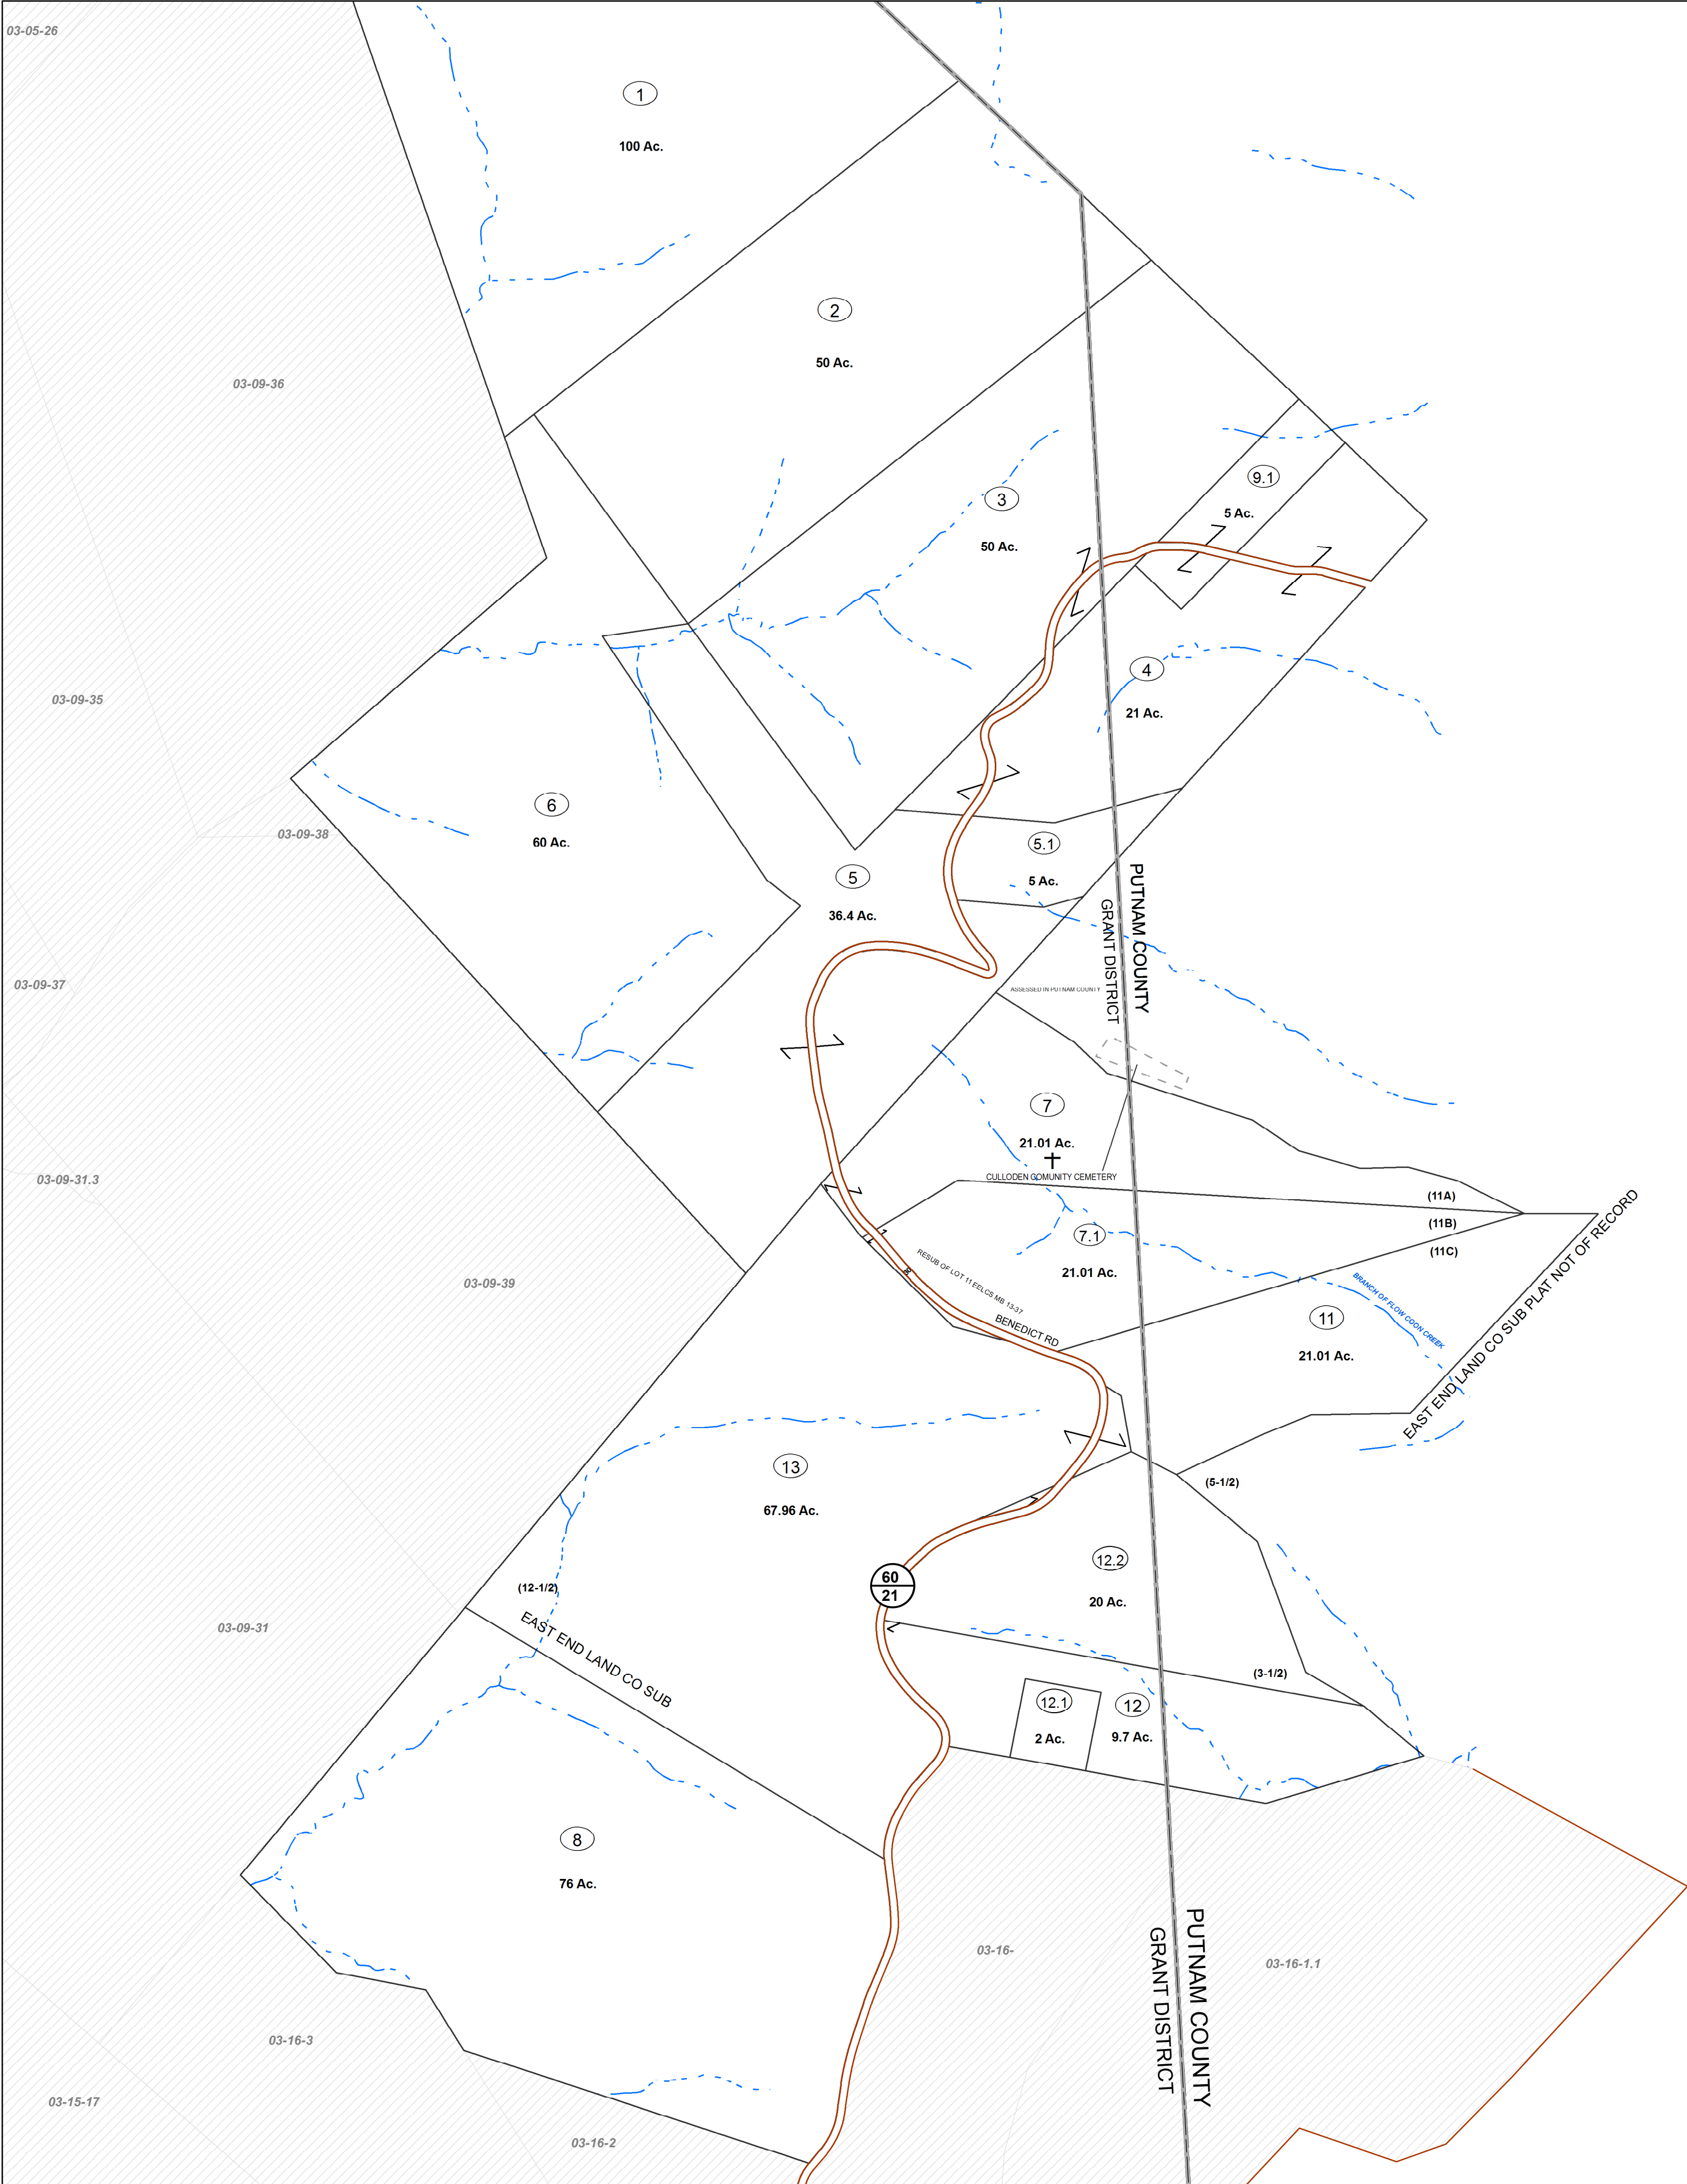 03-05-26
1
100 Ac.
2
50 Ac.
03-09-36
9.1
5 Ac.
3
50 Ac.
4
21 Ac.
03-09-35
6
60 Ac.
03-09-38
5.1
5 Ac.
5
36.4 Ac.
PUTNAM COUNTY
GRANT DISTRICT
03-09-37
ASSESSED IN PUTNAM COUNTY
7
21.01 Ac.
CULLODEN COMUNITY CEMETERY
03-09-31.3
(11A)
(11B)
(11C)
7.1
21.01 Ac.
RESUB OF LOT 11 EELCS MB 13-37
BENEDICT RD
03-09-39
BRANCH OF FLOW COON CREEK
11
21.01 Ac.
EAST END LAND CO SUB PLAT NOT OF RECORD
13
67.96 Ac.
(5-1/2)
12.2
20 Ac.
60
21
(12-1/2)
EAST END LAND CO SUB
03-09-31
(3-1/2)
12.1
2 Ac.
12
9.7 Ac.
8
76 Ac.
PUTNAM COUNTY
GRANT DISTRICT
03-16-
03-16-1.1
03-16-3
03-15-17
03-16-2